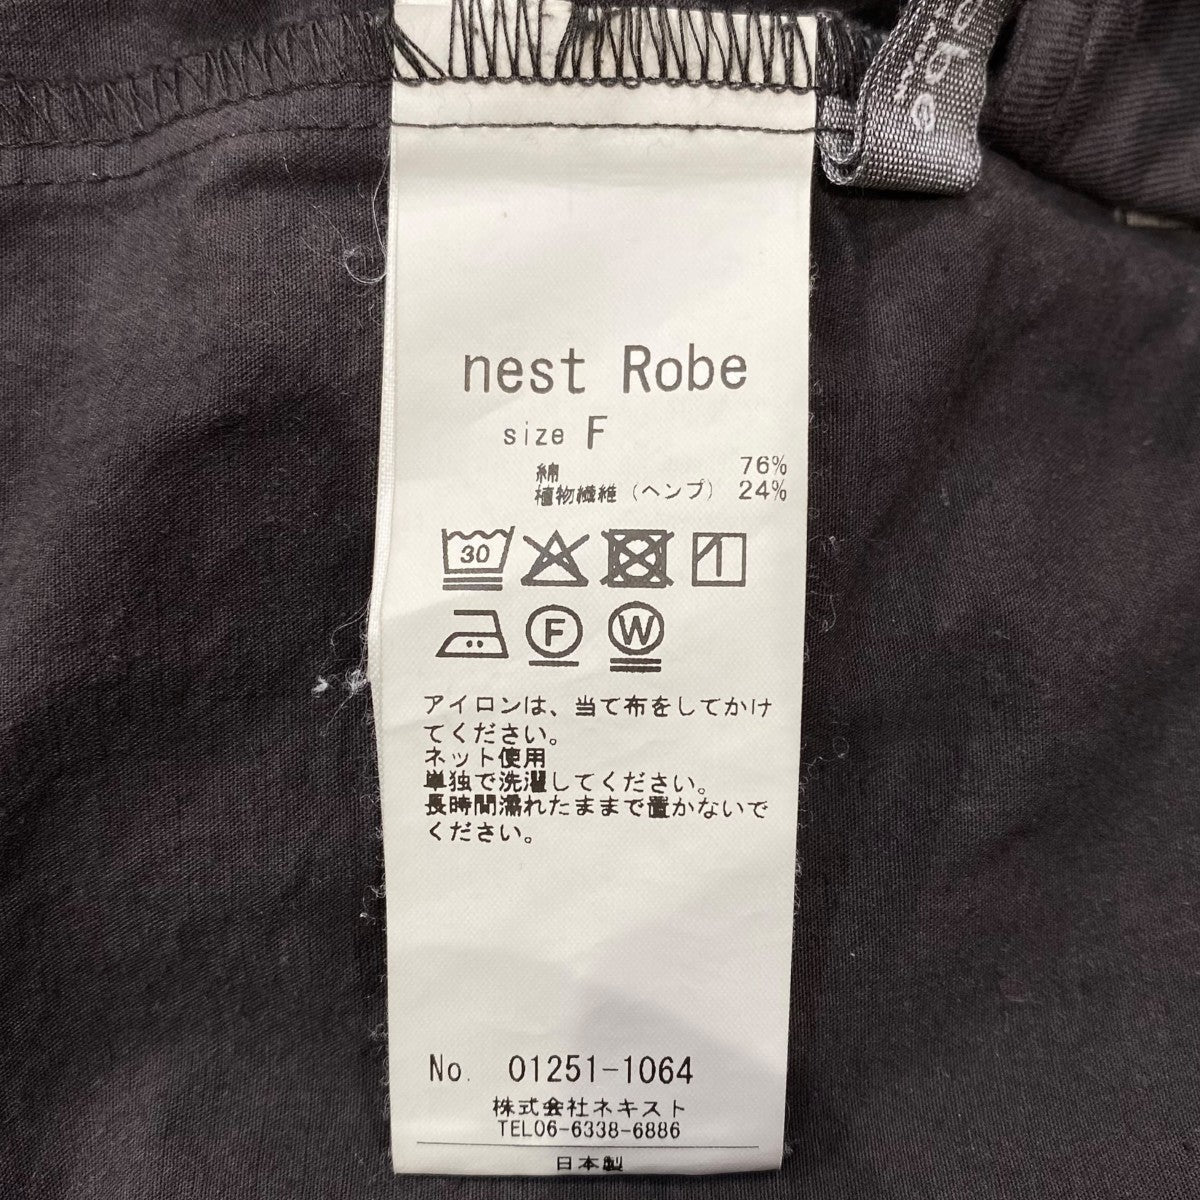 nest Robe
size F
綿 76%
植物繊維（ヘンプ） 24%
30
F
W
アイロンは、当て布をしてかけ
てください。
ネット使用
単独で洗濯してください。
長時間濡れたままで置かないで
ください。
No. 01251-1064
株式会社ネキスト
TEL06-6338-6886
日本製